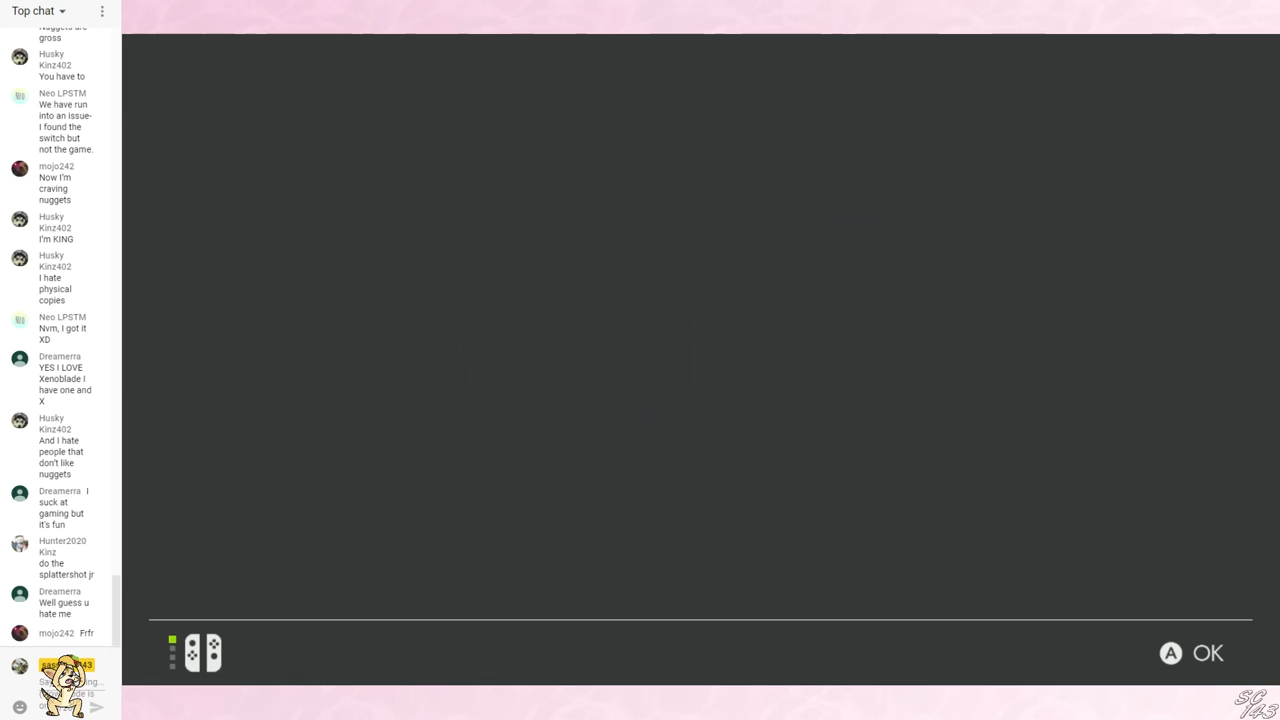 Top chat
Nuggets are
gross
Husky
Kinz402
You have to
Neo LPSTM
We have run
into an issue-
I found the
switch but
not the game.
mojo242
Now I'm
craving
nuggets
Husky
Kinz402
I'm KING
Husky
Kinz402
I hate
physical
copies
Neo LPSTM
Nvm, I got it
XD
Dreamerra
YES I LOVE
Xenoblade I
have one and
X
Husky
Kinz402
And I hate
people that
don't like
nuggets
Dreamerra I
suck at
gaming but
it's fun
Hunter2020
Kinz
do the
splattershot jr
Dreamerra
Well guess u
hate me
mojo242 Frfr
A OK
SC
143